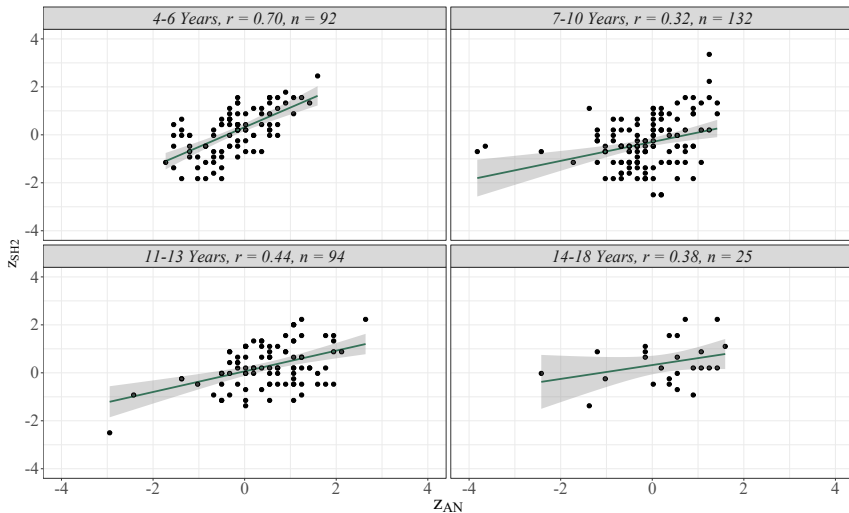 4-6 Years, r = 0.70, n = 92
7-10 Years, r = 0.32, n = 132
4
2
0
-2
-4
z_SH2
11-13 Years, r = 0.44, n = 94
14-18 Years, r = 0.38, n = 25
4
2
0
-2
-4
-4 -2 0 2 4 -4 -2 0 2 4
z_AN